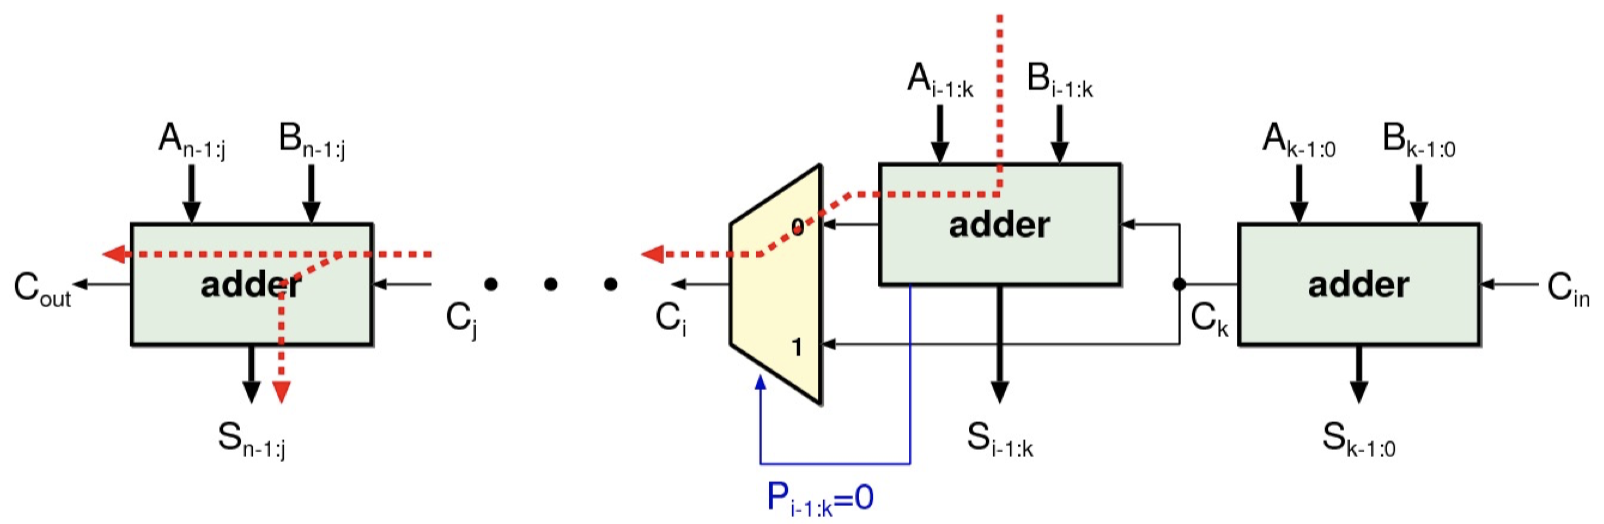 A_{i-1:k} B_{i-1:k}
A_{n-1:j} B_{n-1:j}
A_{k-1:0} B_{k-1:0}
0
adder
adder
adder
C_{out}
C_j
C_i
C_k
C_{in}
1
S_{n-1:j}
S_{i-1:k}
S_{k-1:0}
P_{i-1:k}=0